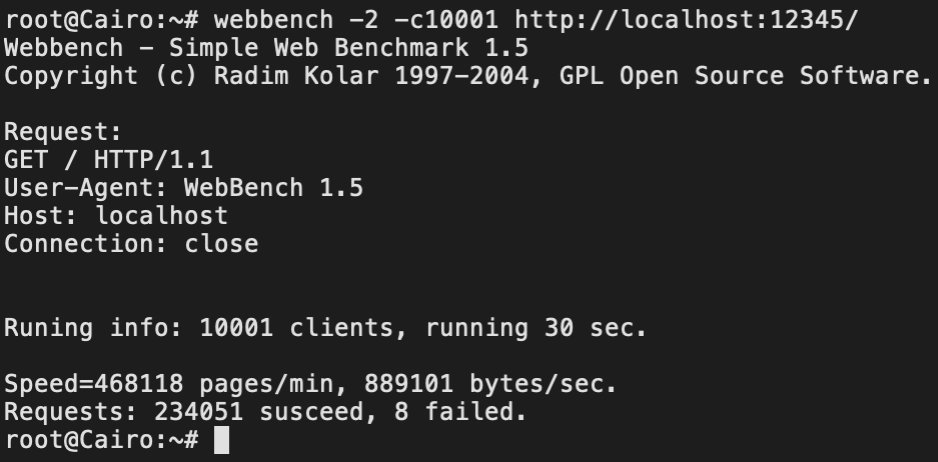 root@Cairo:~# webbench -2 -c10001 http://localhost:12345/
Webbench - Simple Web Benchmark 1.5
Copyright (c) Radim Kolar 1997-2004, GPL Open Source Software.
Request:
GET / HTTP/1.1
User-Agent: WebBench 1.5
Host: localhost
Connection: close
Runing info: 10001 clients, running 30 sec.
Speed=468118 pages/min, 889101 bytes/sec.
Requests: 234051 susceed, 8 failed.
root@Cairo:~#